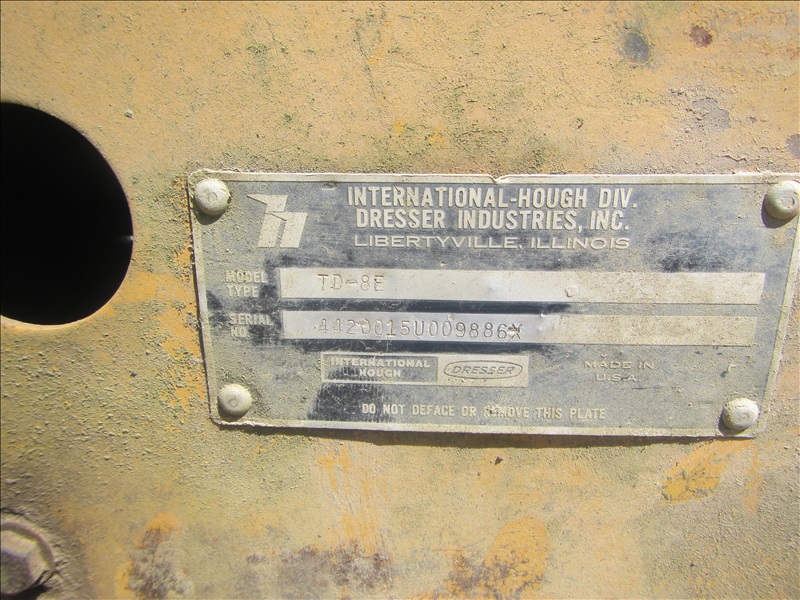 INTERNATIONAL-HOUGH DIV.
DRESSER INDUSTRIES, INC.
LIBERTYVILLE, ILLINOIS
MODEL TYPE TD-8E
SERIAL NO. 4420015U009886X
INTERNATIONAL HOUGH DRESSER
MADE IN U.S.A.
DO NOT DEFACE OR REMOVE THIS PLATE